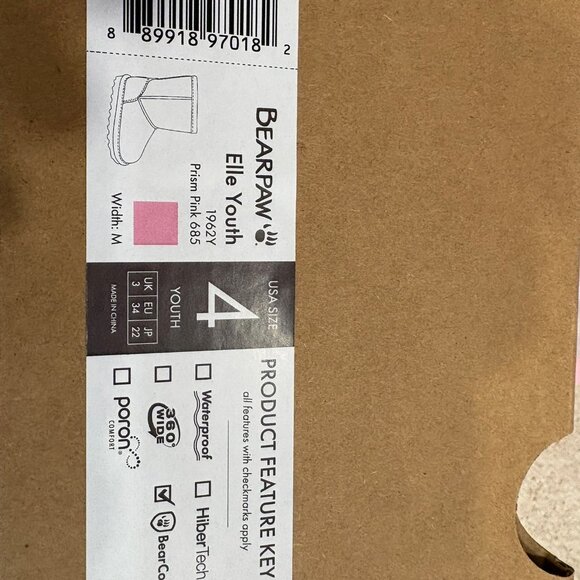 8 89918 97018 2
BEARPAW
Elle Youth
1962Y
Prism Pink 685
Width: M
USA SIZE
4
YOUTH
UK EU JP
3 34 22
MADE IN CHINA
PRODUCT FEATURE KEY
all features with checkmarks apply
Waterproof
HiberTech
360°
WIDE
BearCo
poron®
COMFORT